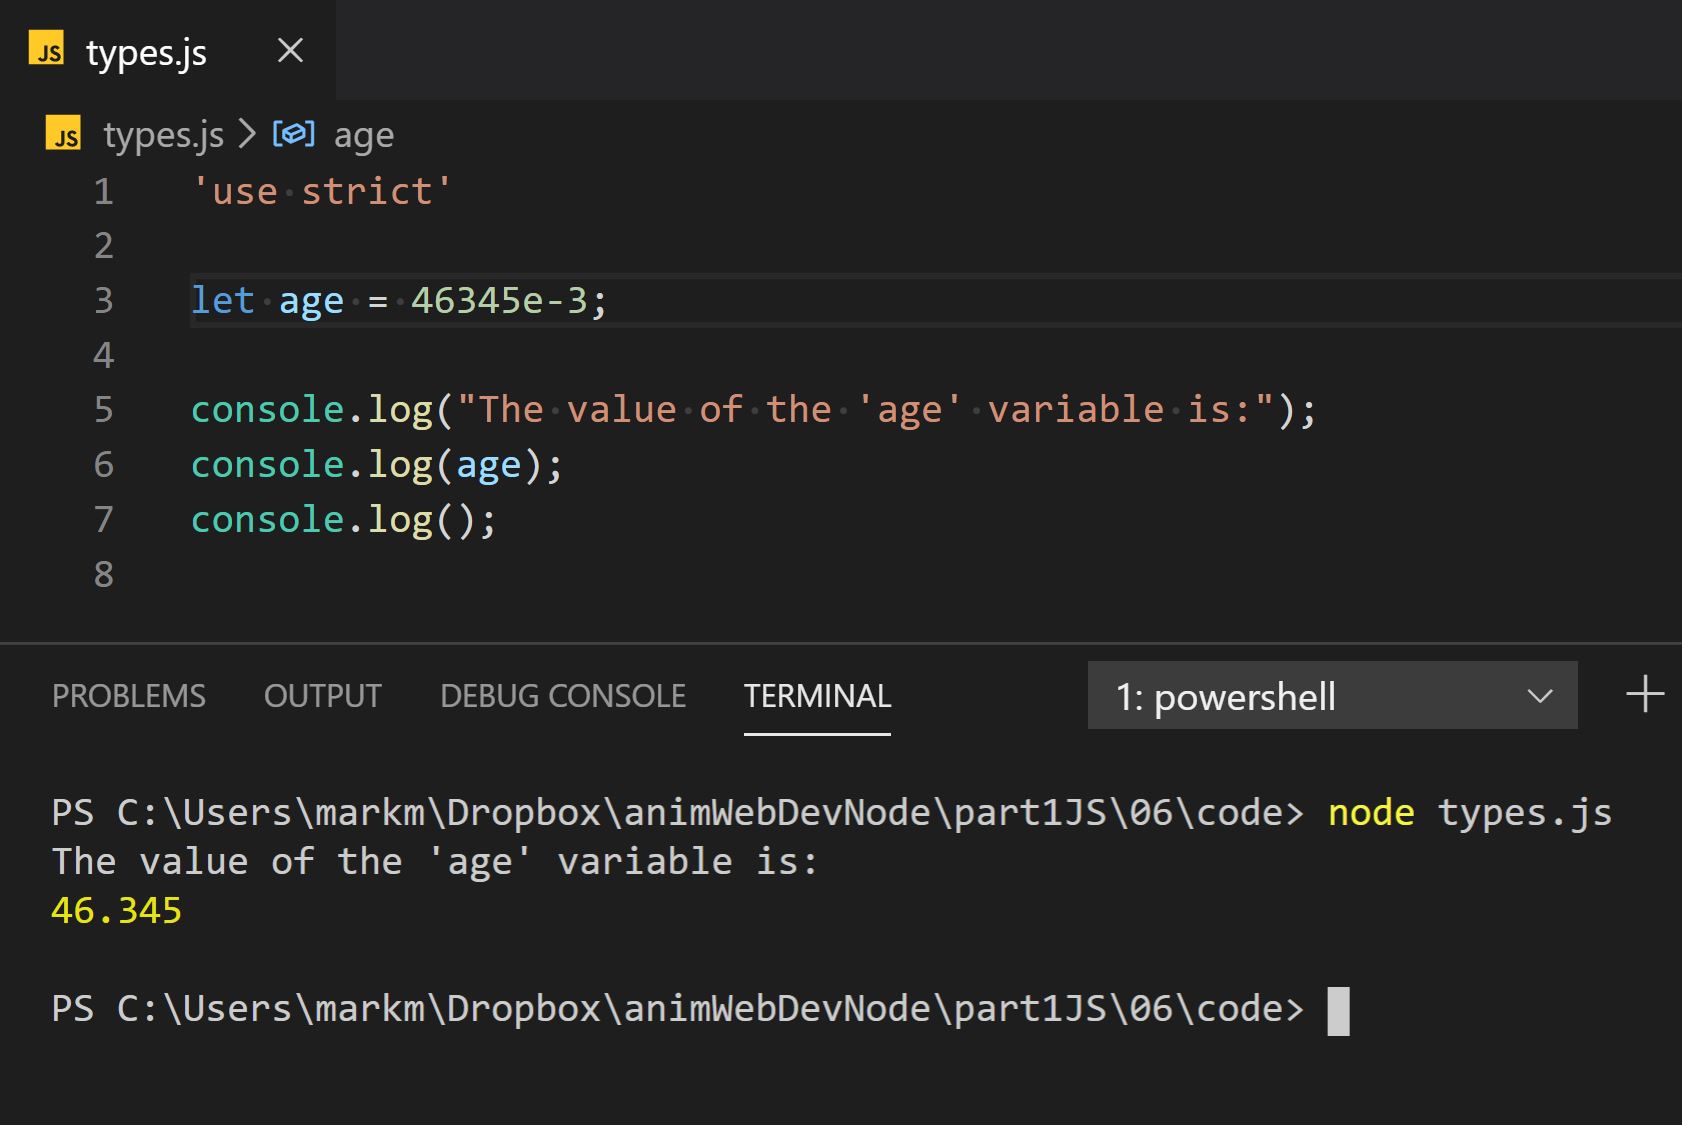 JS types.js
JS types.js > age
1 'use strict'
2
3 let age = 46345e-3;
4
5 console.log("The value of the 'age' variable is:");
6 console.log(age);
7 console.log();
8
PROBLEMS OUTPUT DEBUG CONSOLE TERMINAL 1: powershell
PS C:\Users\markm\Dropbox\animWebDevNode\part1JS\06\code> node types.js
The value of the 'age' variable is:
46.345
PS C:\Users\markm\Dropbox\animWebDevNode\part1JS\06\code>